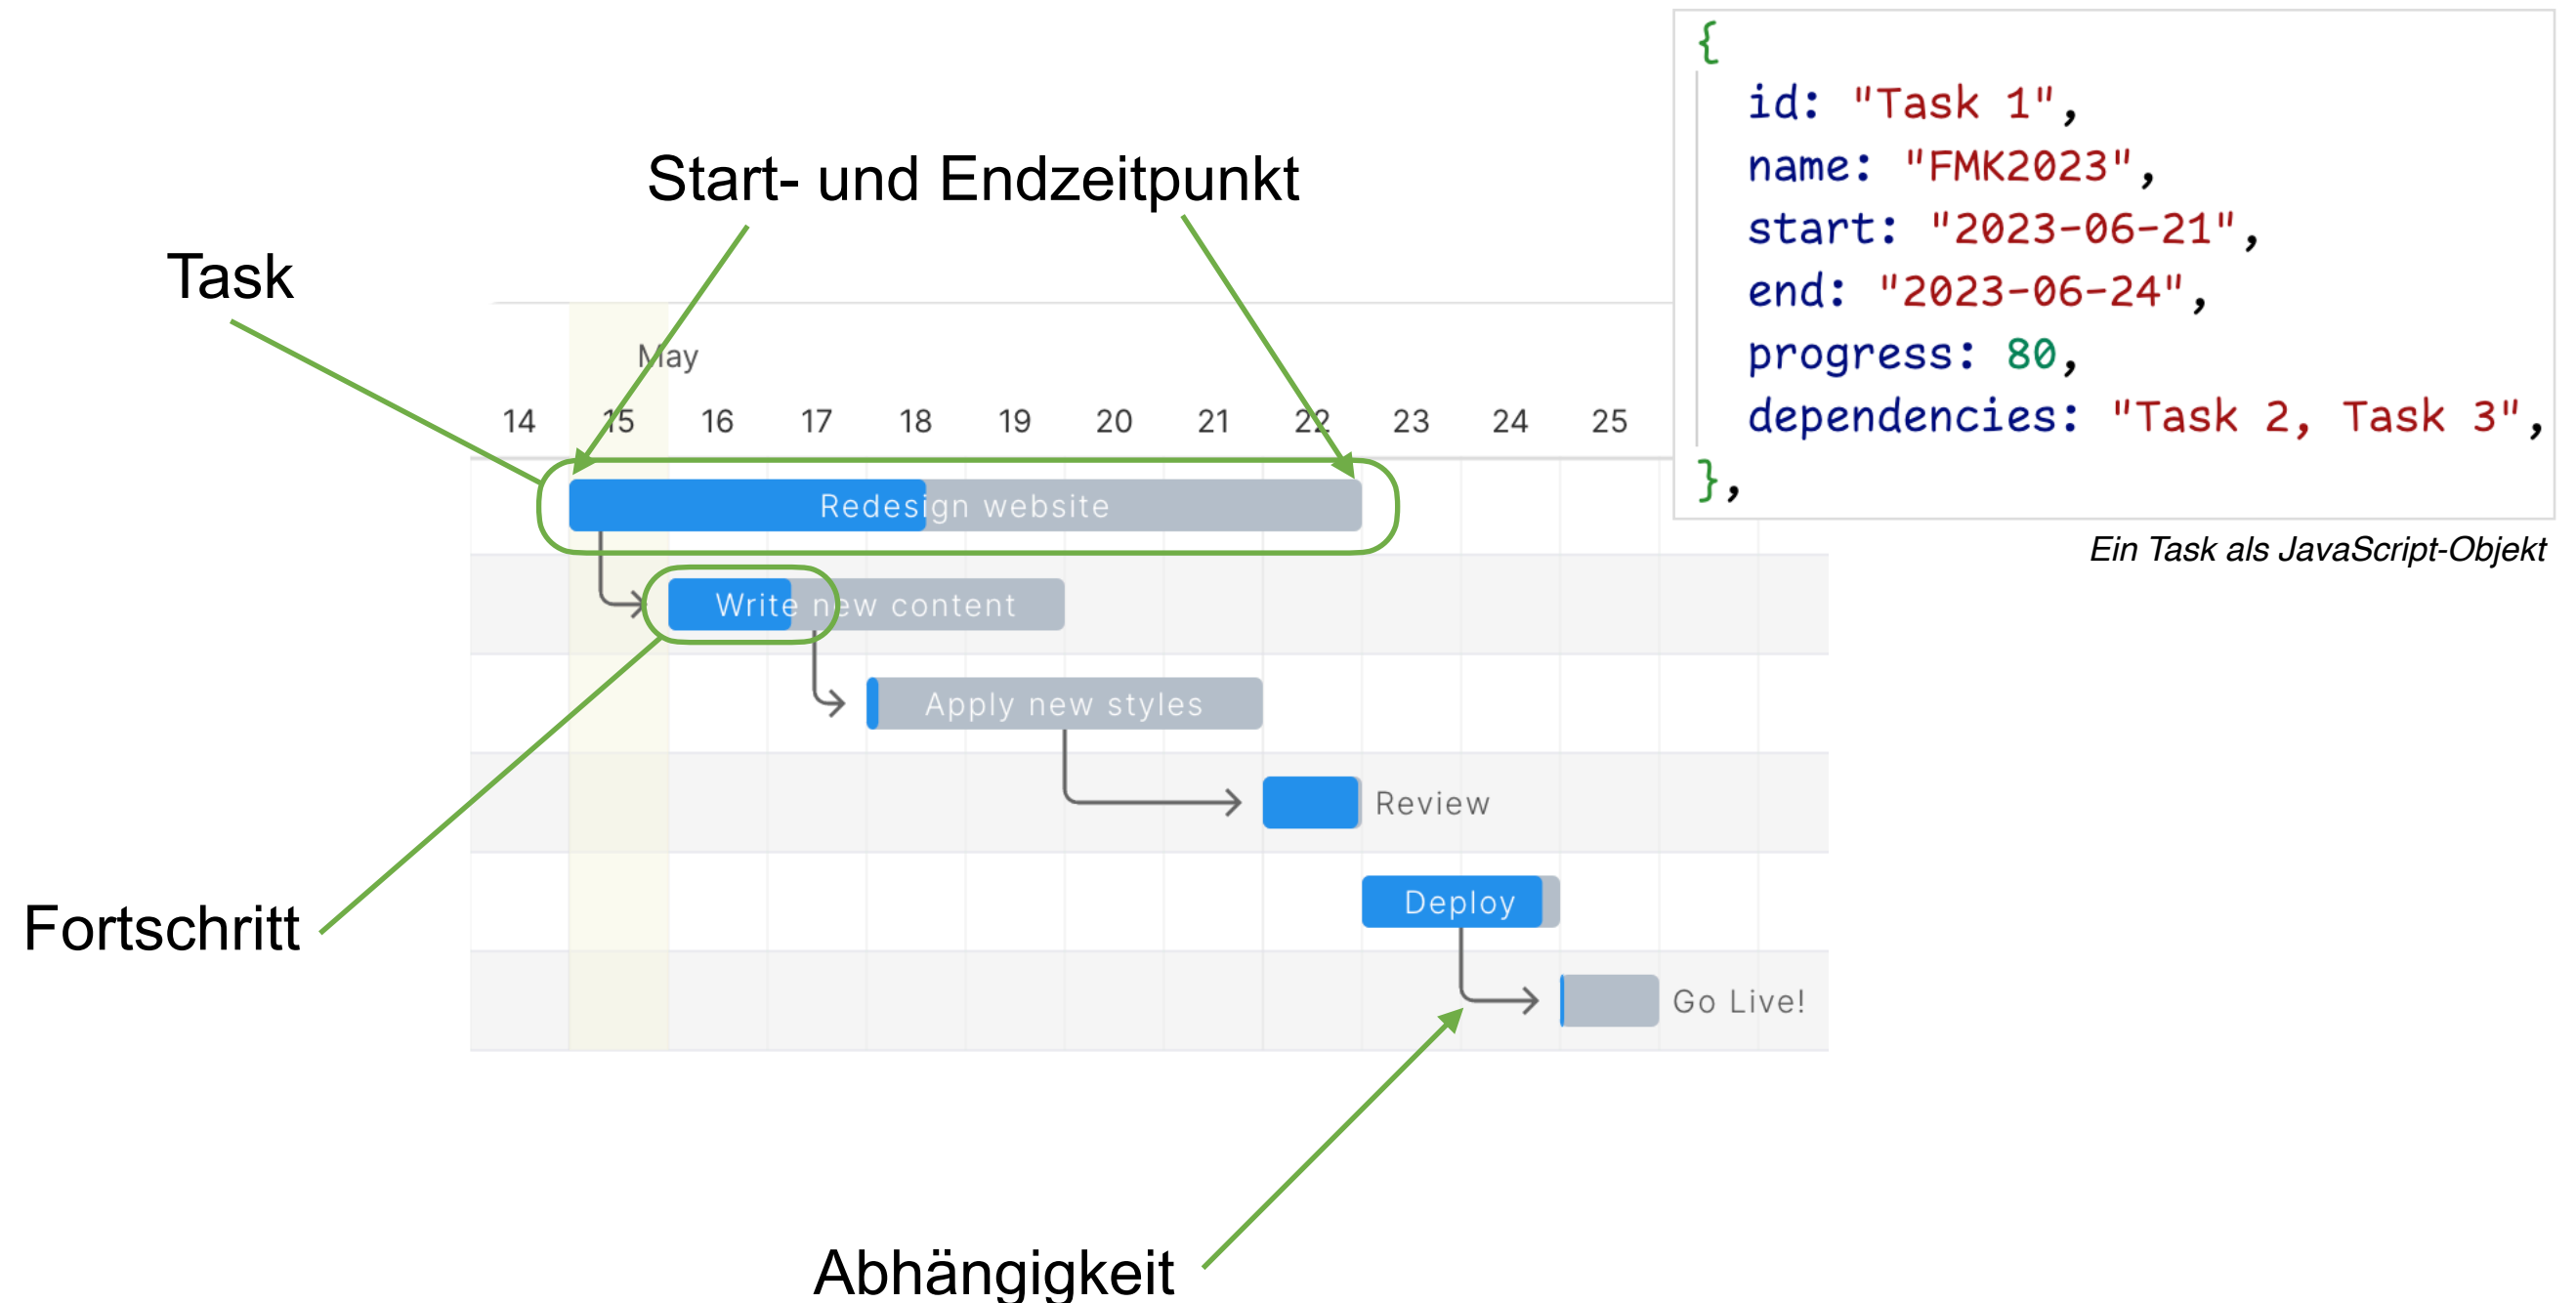 {
id: "Task 1",
name: "FMK2023",
start: "2023-06-21",
end: "2023-06-24",
progress: 80,
dependencies: "Task 2, Task 3",
},
Ein Task als JavaScript-Objekt
Start- und Endzeitpunkt
Task
May
14 15 16 17 18 19 20 21 22 23 24 25
Redesign website
Write new content
Apply new styles
Review
Deploy
Fortschritt
Go Live!
Abhängigkeit